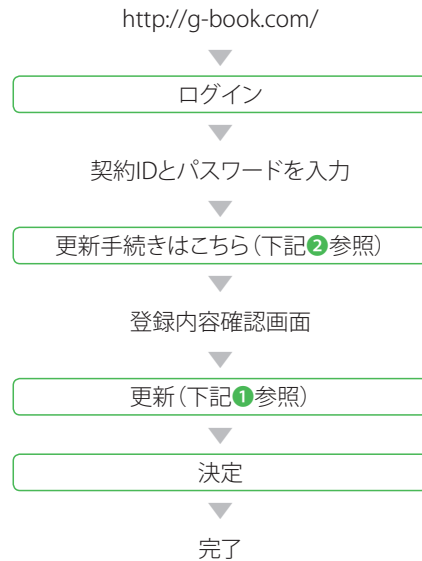 http://g-book.com/
ログイン
契約IDとパスワードを入力
更新手続きはこちら（下記❷参照）
登録内容確認画面
更新（下記❶参照）
決定
完了